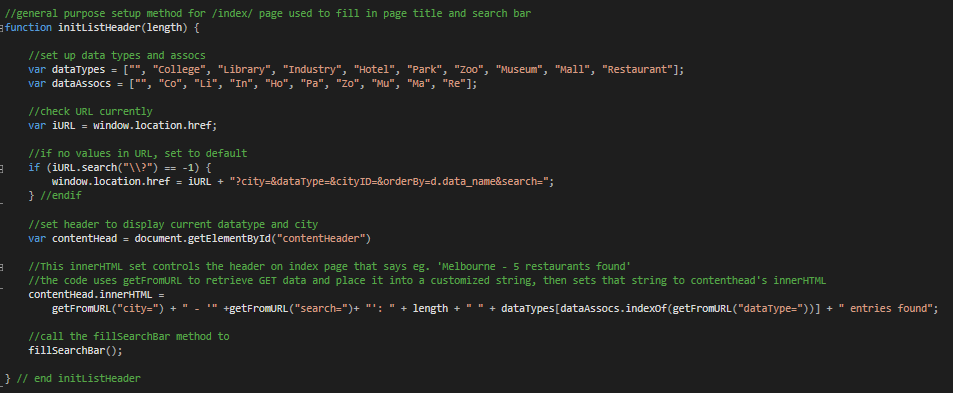 //general purpose setup method for /index/ page used to fill in page title and search bar
function initListHeader(length) {
//set up data types and assocs
var dataTypes = ["", "College", "Library", "Industry", "Hotel", "Park", "Zoo", "Museum", "Mall", "Restaurant"];
var dataAssocs = ["", "Co", "Li", "In", "Ho", "Pa", "Zo", "Mu", "Ma", "Re"];
//check URL currently
var iURL = window.location.href;
//if no values in URL, set to default
if (iURL.search("\\?") == -1) {
window.location.href = iURL + "?city=&dataType=&cityID=&orderBy=d.data_name&search=";
} //endif
//set header to display current datatype and city
var contentHead = document.getElementById("contentHeader")
//This innerHTML set controls the header on index page that says eg. 'Melbourne - 5 restaurants found'
//the code uses getFromURL to retrieve GET data and place it into a customized string, then sets that string to contenthead's innerHTML
contentHead.innerHTML =
getFromURL("city=") + " - '" +getFromURL("search=")+ "': " + length + " " + dataTypes[dataAssocs.indexOf(getFromURL("dataType="))] + " entries found";
//call the fillSearchBar method to
fillSearchBar();
} // end initListHeader